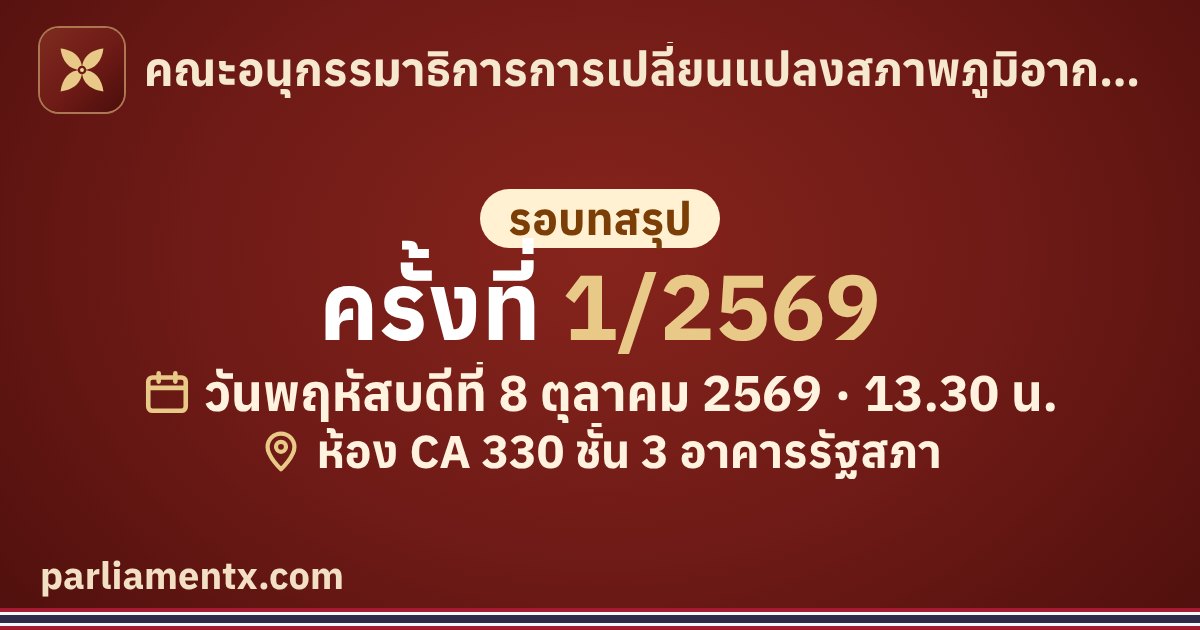 คณะอนุกรรมาธิการการเปลี่ยนแปลงสภาพภูมิอาก...
รอบทสรุป
ครั้งที่ 1/2569
วันพฤหัสบดีที่ 8 ตุลาคม 2569 · 13.30 น.
ห้อง CA 330 ชั้น 3 อาคารรัฐสภา
parliamentx.com